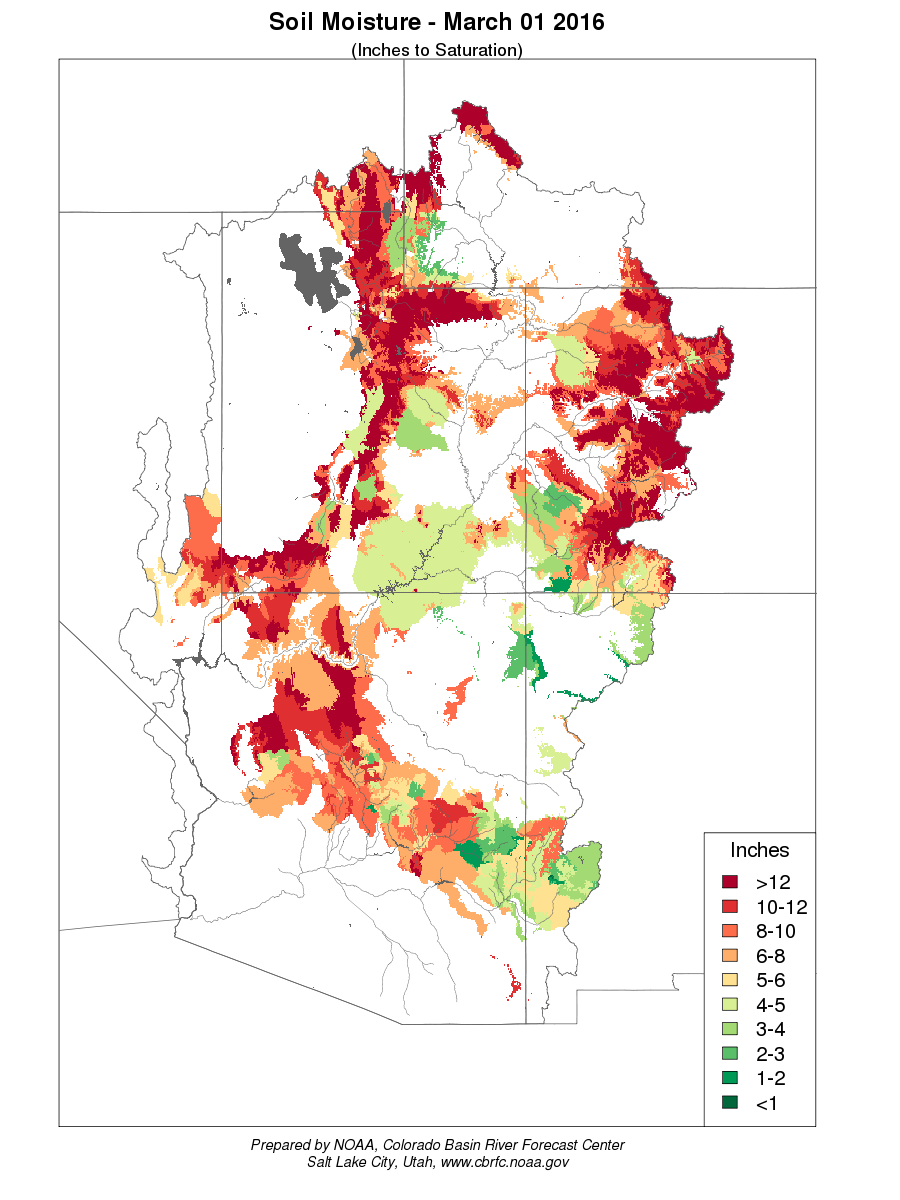 Soil Moisture - March 01 2016
(Inches to Saturation)
Inches
>12
10-12
8-10
6-8
5-6
4-5
3-4
2-3
1-2
<1
Prepared by NOAA, Colorado Basin River Forecast Center
Salt Lake City, Utah, www.cbrfc.noaa.gov